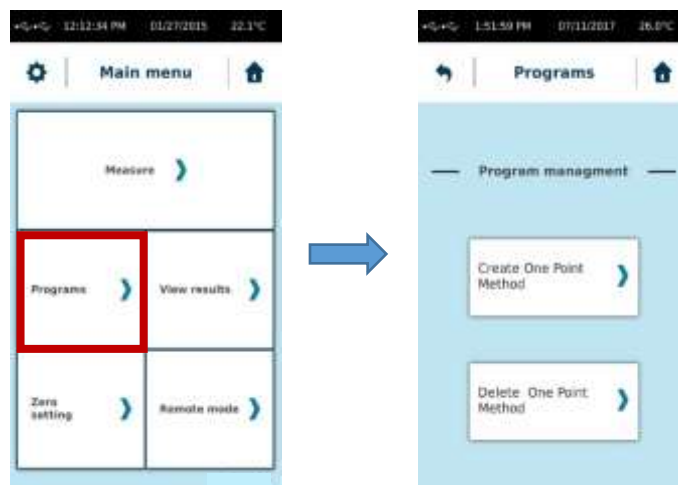 12:12:34 PM 01/27/2015 22.1°C
Main menu
Measure
Programs
View results
Zero
setting
Remote mode
1:51:59 PM 07/11/2017 26.0°C
Programs
Program managment
Create One Point
Method
Delete One Point
Method